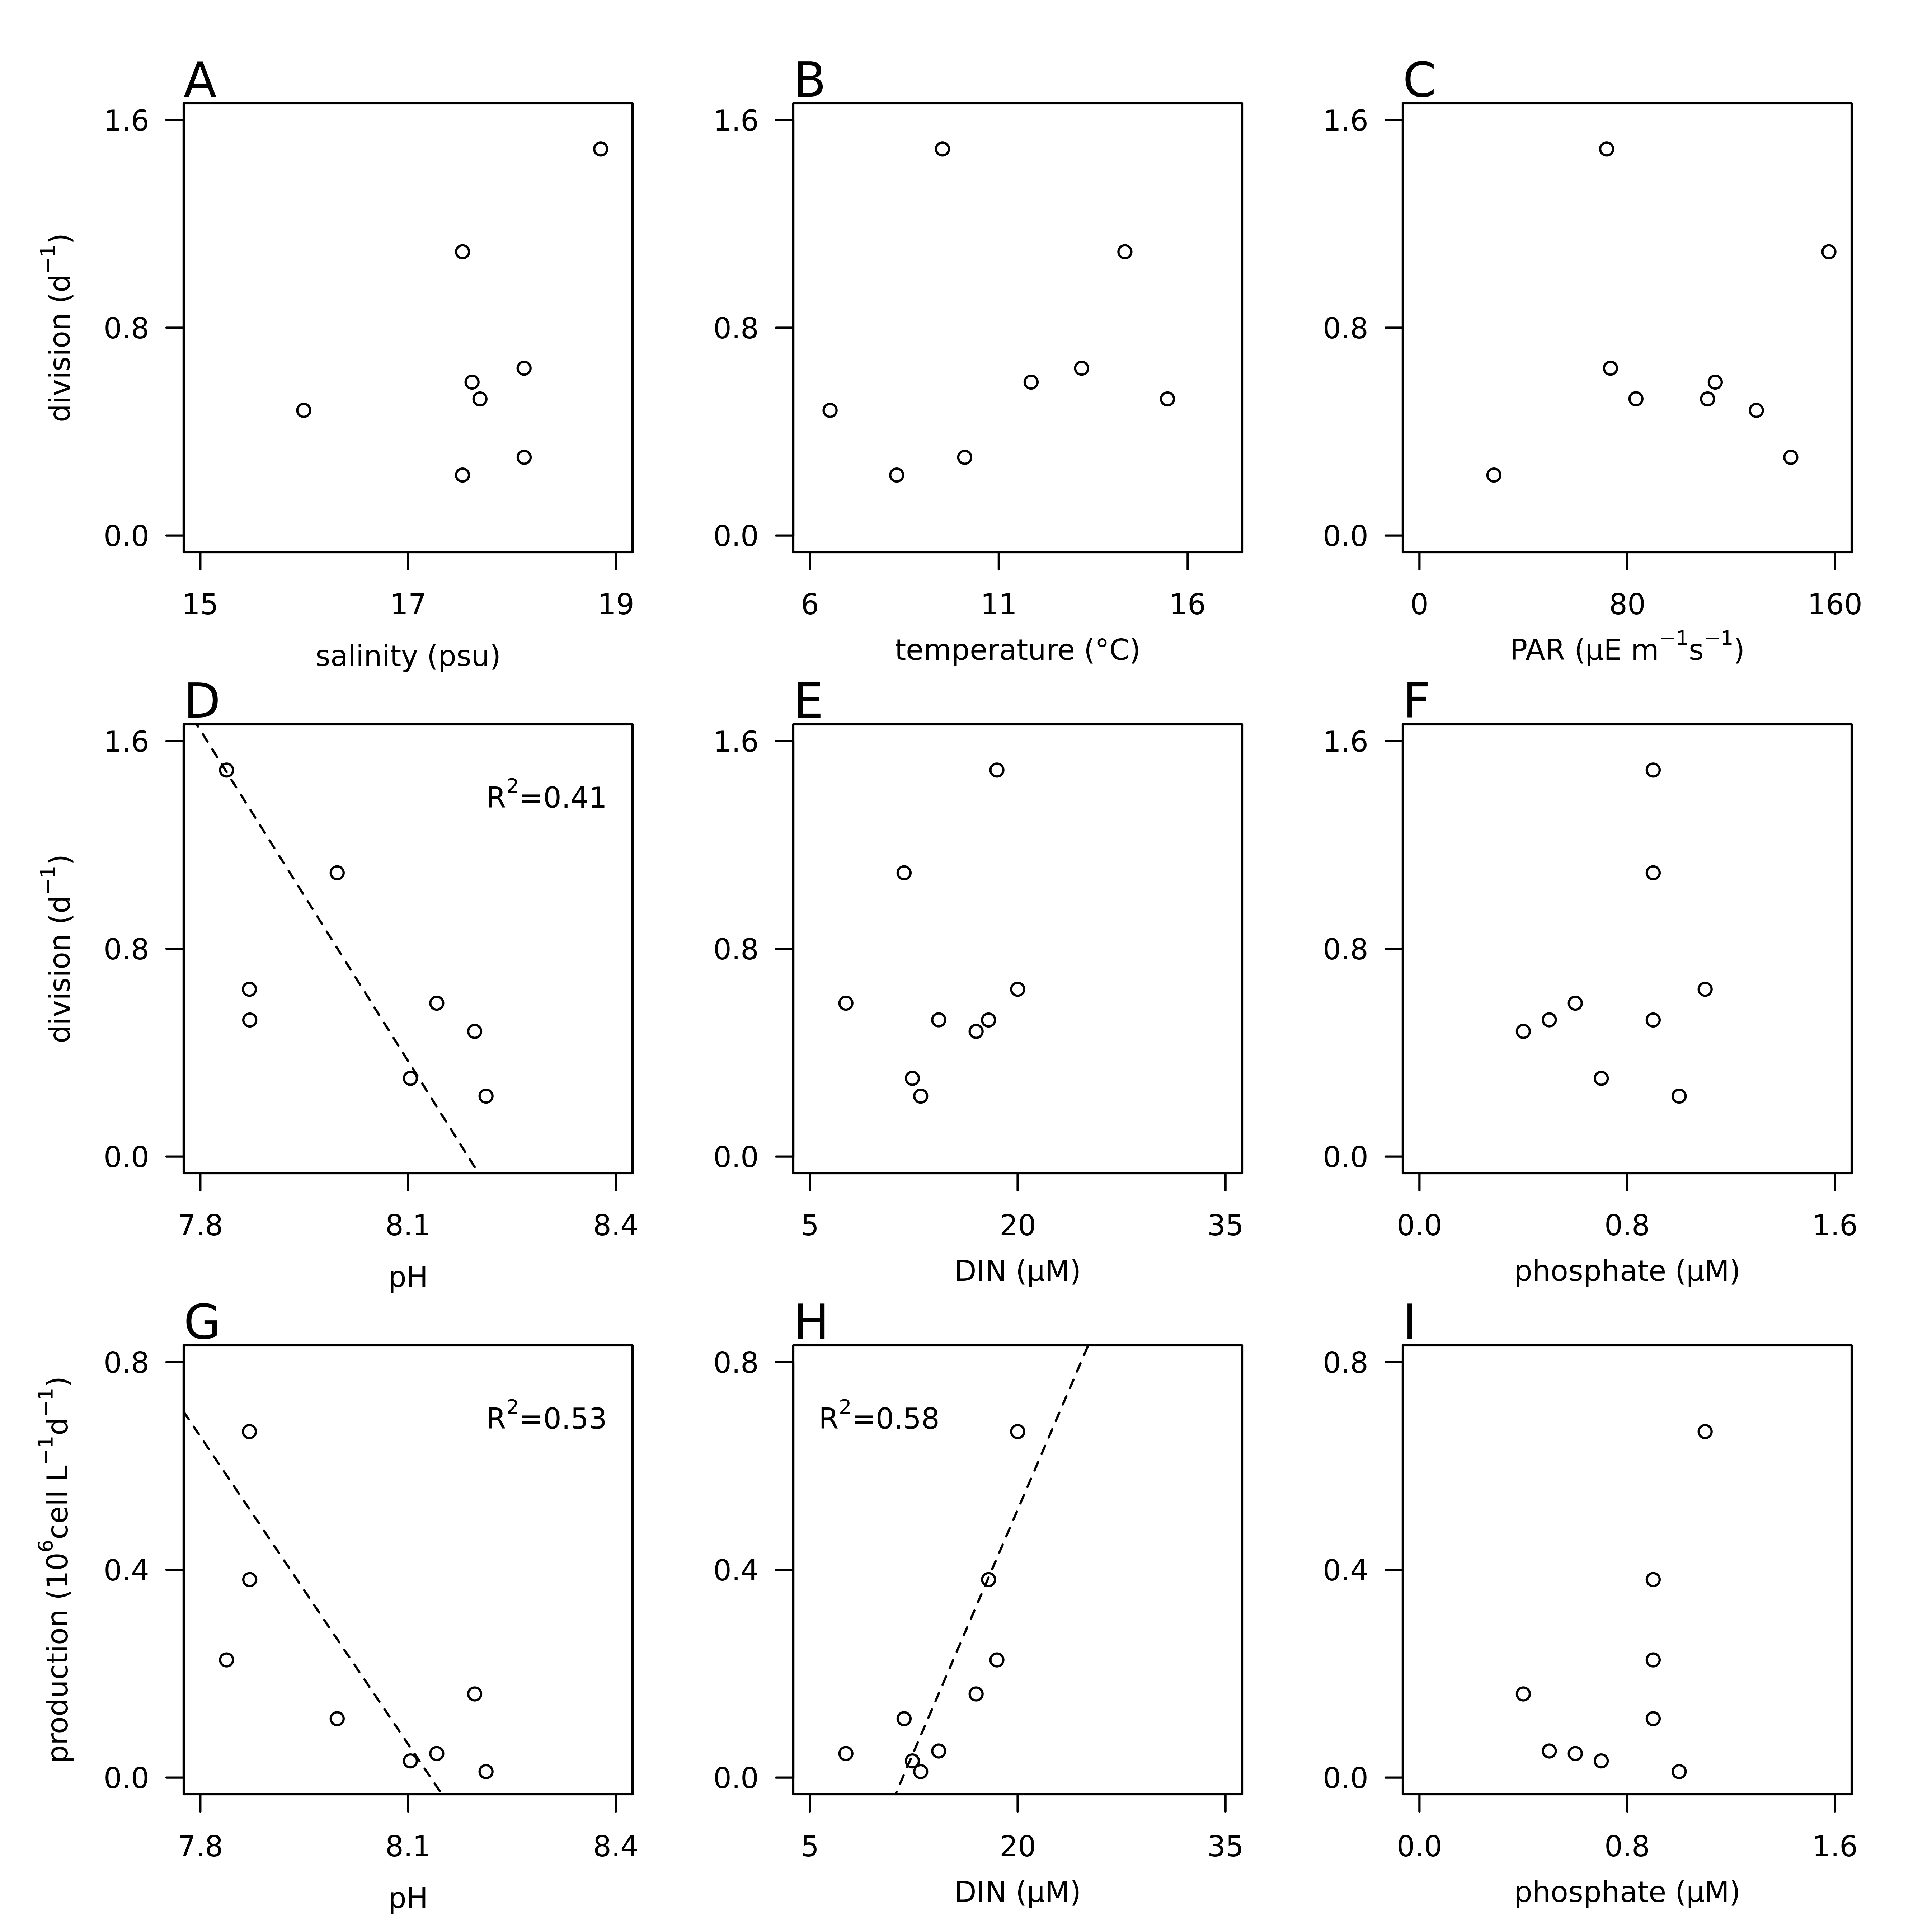 A B C
1.6 1.6 1.6
0.8 0.8 0.8
0.0 0.0 0.0
division (d⁻¹)
15 17 19 6 11 16 0 80 160
salinity (psu) temperature (°C) PAR (µE m⁻¹s⁻¹)
D E F
1.6 1.6 1.6
R²=0.41
0.8 0.8 0.8
0.0 0.0 0.0
division (d⁻¹)
7.8 8.1 8.4 5 20 35 0.0 0.8 1.6
pH DIN (µM) phosphate (µM)
G H I
0.8 0.8 0.8
R²=0.53 R²=0.58
0.4 0.4 0.4
0.0 0.0 0.0
production (10⁶cell L⁻¹d⁻¹)
7.8 8.1 8.4 5 20 35 0.0 0.8 1.6
pH DIN (µM) phosphate (µM)